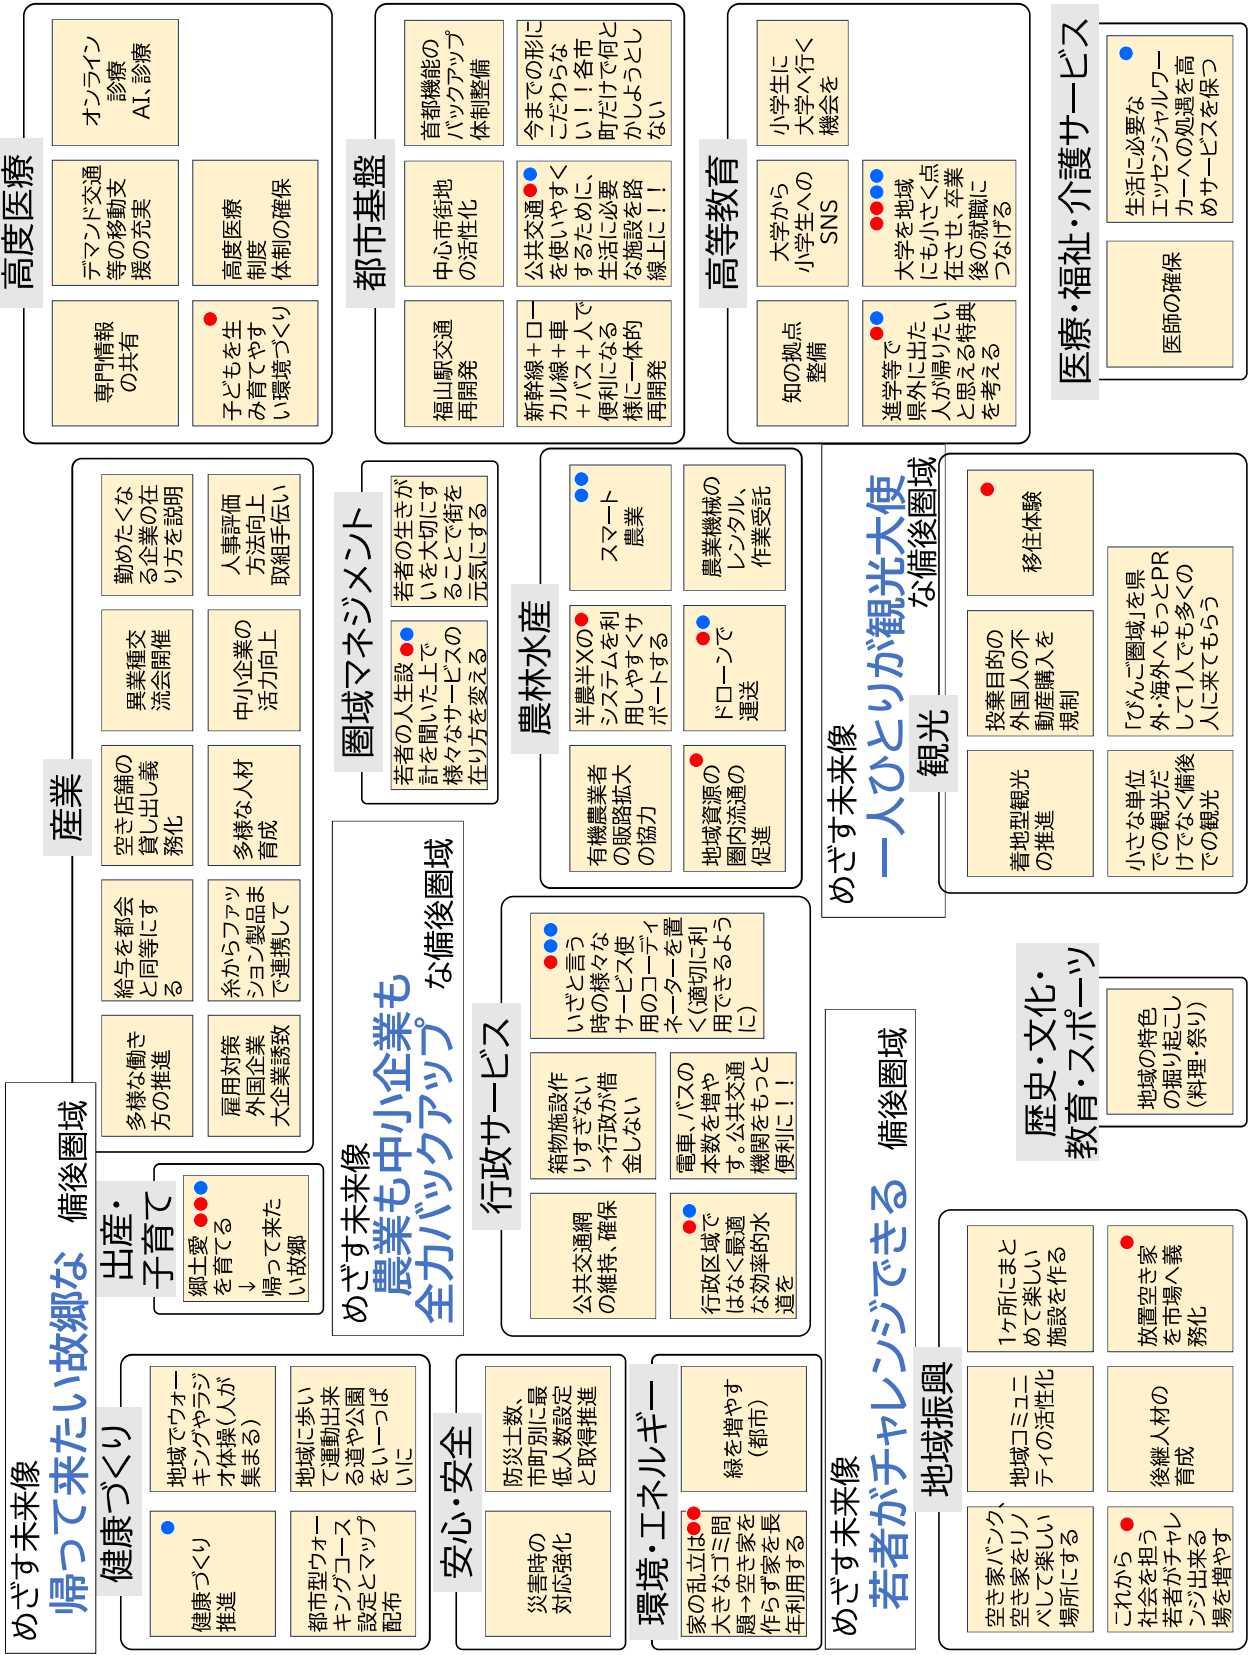 めざす未来像
帰って来たい故郷な 備後圏域
健康づくり
健康づくり
推進
地域でウォー
キングやラジ
オ体操(人が
集まる)
都市型ウォー
キングコース
設定とマップ
配布
地域に歩い
て運動出来
る道や公園
をいーっぱ
いに
出産・
子育て
郷土愛
を育てる
↓
帰って来た
い故郷
産業
多様な働き
方の推進
給与を都会
と同等にす
る
空き店舗の
貸し出し義
務化
異業種交
流会開催
勤めたくな
る企業の在
り方を説明
雇用対策
外国企業
大企業誘致
糸からファッ
ション製品ま
で連携して
多様な人材
育成
中小企業の
活力向上
人事評価
方法向上
取組手伝い
高度医療
専門情報
の共有
デマンド交通
等の移動支
援の充実
オンライン
診療
AI、診療
子どもを生
み育てやす
い環境づくり
高度医療
制度
体制の確保
安心・安全
災害時の
対応強化
防災士数、
市町別に最
低人数設定
と取得推進
環境・エネルギー
家の乱立は
大きなゴミ問
題→空き家を
作らず家を長
年利用する
緑を増やす
(都市)
めざす未来像
農業も中小企業も
全力バックアップ な備後圏域
行政サービス
公共交通網
の維持、確保
箱物施設作
りすぎない
→行政が借
金しない
いざと言う
時の様々な
サービス使
用のコーディ
ネーターを置
く(適切に利
用できるよう
に)
行政区域で
はなく最適
な効率的水
道を
電車、バスの
本数を増や
す。公共交通
機関をもっと
便利に!!
圏域マネジメント
若者の人生設
計を聞いた上で
様々なサービスの
在り方を変える
若者の生きが
いを大切にす
ることで街を
元気にする
農林水産
有機農業者
の販路拡大
の協力
半農半Xの
システムを利
用しやすくサ
ポートする
スマート
農業
地域資源の
圏内流通の
促進
ドローンで
運送
農業機械の
レンタル、
作業受託
都市基盤
福山駅交通
再開発
中心市街地
の活性化
首都機能の
バックアップ
体制整備
新幹線+ロー
カル線+車
+バス+人で
便利になる
様に一体的
再開発
公共交通
を使いやすく
するために、
生活に必要
な施設を路
線上に!!
今までの形に
こだわらな
い!!各市
町だけで何と
かしようとし
ない
高等教育
知の拠点
整備
大学から
小学生への
SNS
小学生に
大学へ行く
機会を
進学等で
県外に出た
人が帰りたい
と思える特典
を考える
大学を地域
にも小さく点
在させ、卒業
後の就職に
つなげる
めざす未来像
若者がチャレンジできる 備後圏域
地域振興
空き家バンク、
空き家をリノ
ベして楽しい
場所にする
地域コミュニ
ティの活性化
1ヶ所にまと
めて楽しい
施設を作る
これから
社会を担う
若者がチャレ
ンジ出来る
場を増やす
後継人材の
育成
放置空き家
を市場へ義
務化
歴史・文化・
教育・スポーツ
地域の特色
の掘り起こし
(料理・祭り)
めざす未来像
一人ひとりが観光大使
な備後圏域
観光
着地型観光
の推進
投棄目的の
外国人の不
動産購入を
規制
移住体験
小さな単位
での観光だ
けでなく備後
での観光
「びんご圏域」を県
外・海外へもっとPR
して1人でも多くの
人に来てもらう
医療・福祉・介護サービス
医師の確保
生活に必要な
エッセンシャルワー
カーへの処遇を高
めサービスを保つ